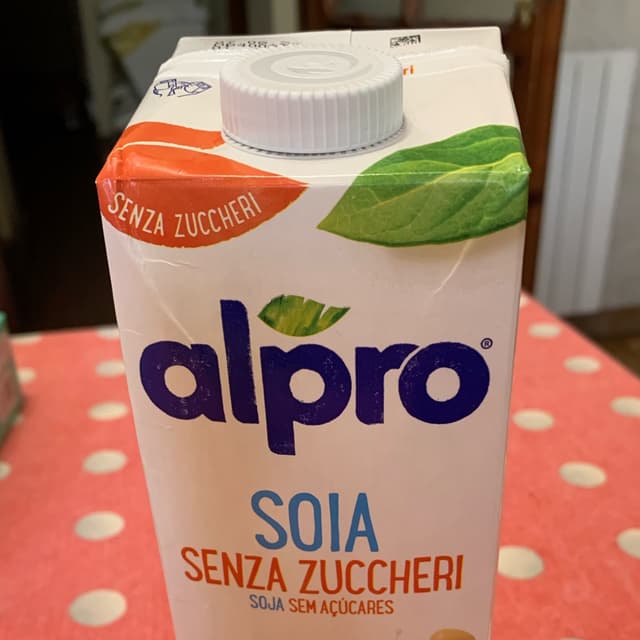 SENZA ZUCCHERI
alpro®
SOIA
SENZA ZUCCHERI
SOJA SEM AÇÚCARES